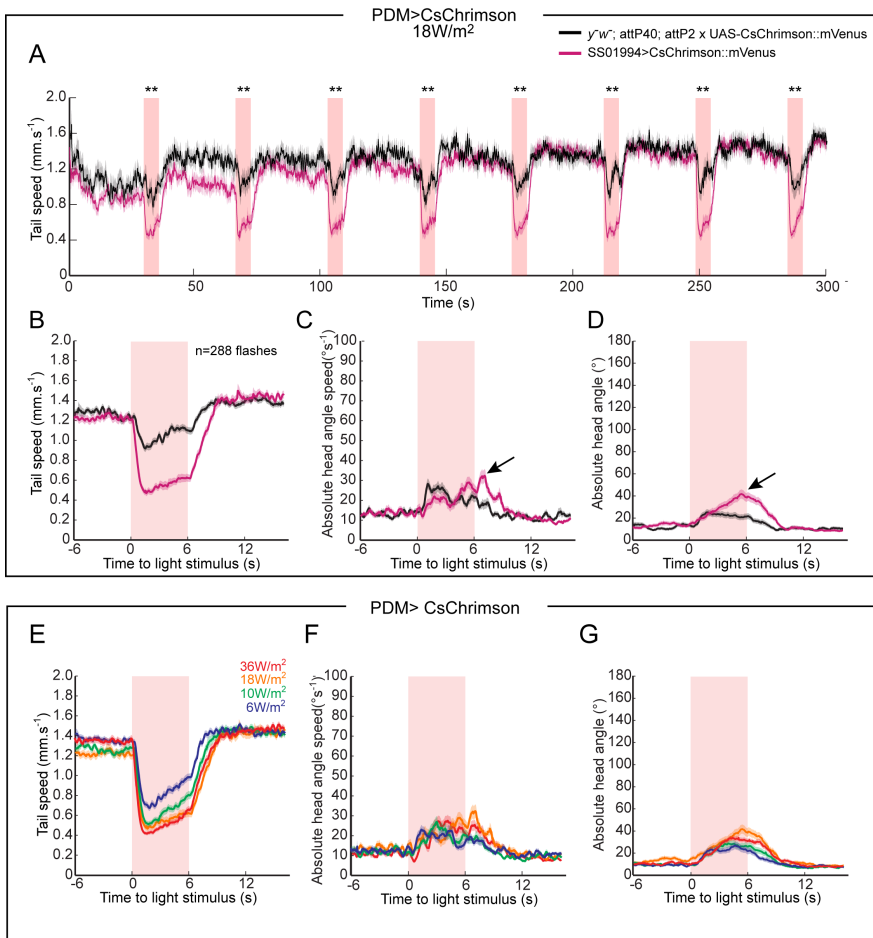 PDM>CsChrimson
18W/m²
y⁻w⁻; attP40; attP2 x UAS-CsChrimson::mVenus
SS01994>CsChrimson::mVenus
A
** ** ** ** ** ** ** **
Tail speed (mm.s⁻¹)
2.0
1.6
1.2
0.8
0.4
0
0 50 100 150 200 250 300
Time (s)
B
n=288 flashes
Tail speed (mm.s⁻¹)
2.0
1.8
1.6
1.4
1.2
1.0
0.8
0.6
0.4
0.2
0
-6 0 6 12
Time to light stimulus (s)
C
Absolute head angle speed(°s⁻¹)
100
90
80
70
60
50
40
30
20
10
0
-6 0 6 12
Time to light stimulus (s)
D
Absolute head angle (°)
180
160
140
120
100
80
60
40
20
0
-6 0 6 12
Time to light stimulus (s)
PDM> CsChrimson
E
36W/m²
18W/m²
10W/m²
6W/m²
Tail speed (mm.s⁻¹)
2.0
1.8
1.6
1.4
1.2
1.0
0.8
0.6
0.4
0.2
0
-6 0 6 12
Time to light stimulus (s)
F
Absolute head angle speed(°s⁻¹)
100
90
80
70
60
50
40
30
20
10
0
-6 0 6 12
Time to light stimulus (s)
G
Absolute head angle (°)
180
160
140
120
100
80
60
40
20
0
-6 0 6 12
Time to light stimulus (s)